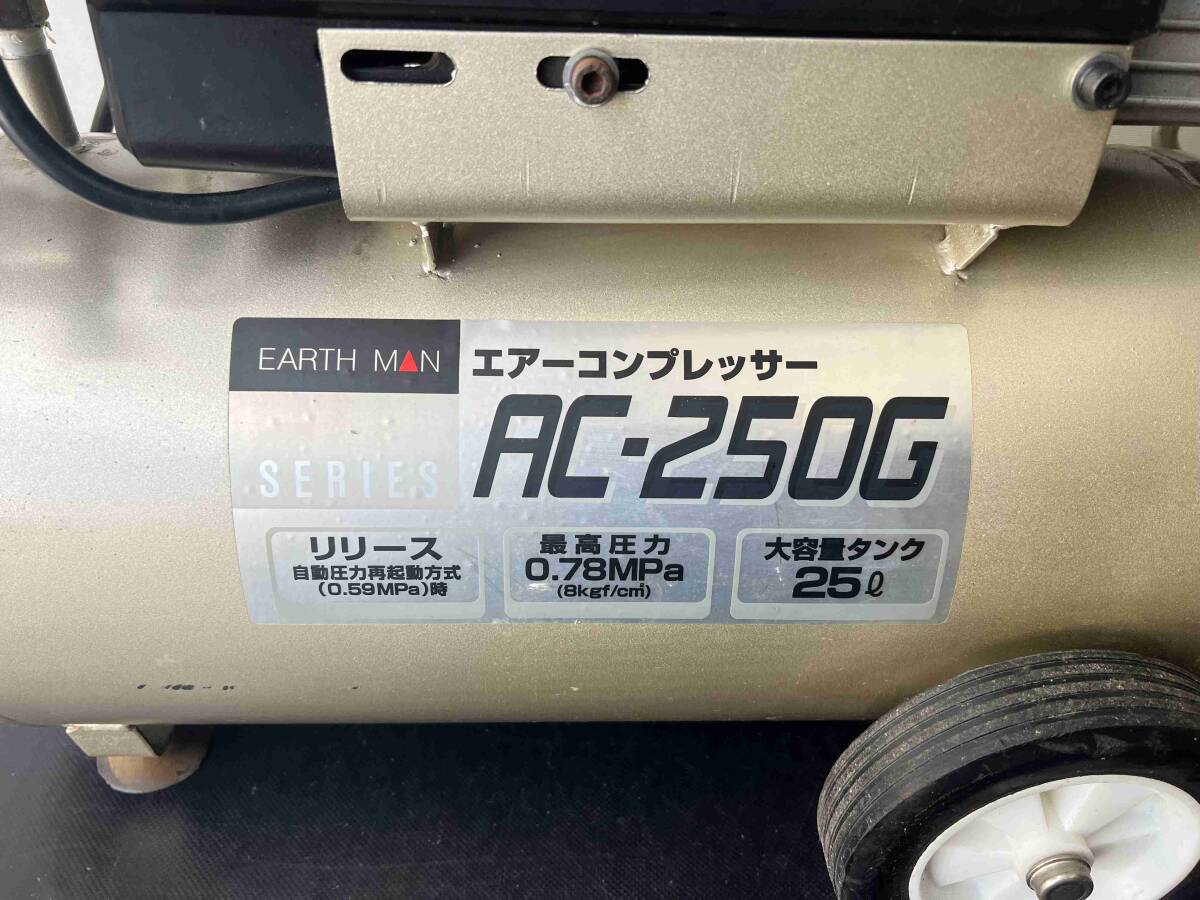 EARTH MAN
エアーコンプレッサー
AC-250G
SERIES
リリース
自動圧力再起動方式
(0.59MPa)時
最高圧力
0.78MPa
(8kgf/c㎡)
大容量タンク
25ℓ